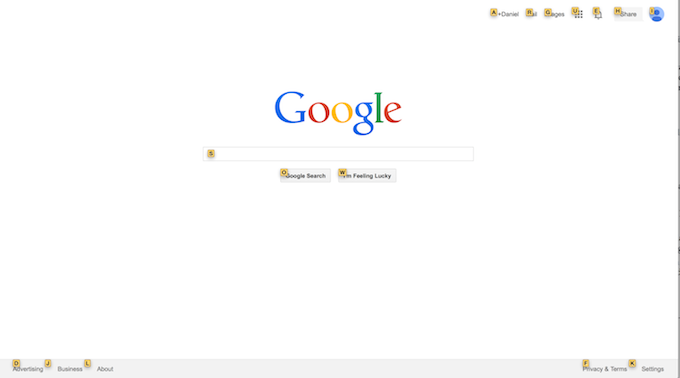 A +Daniel R ail G ages U E H Share I
Google
S
O Google Search W I'm Feeling Lucky
D Advertising J Business L About F Privacy & Terms K Settings